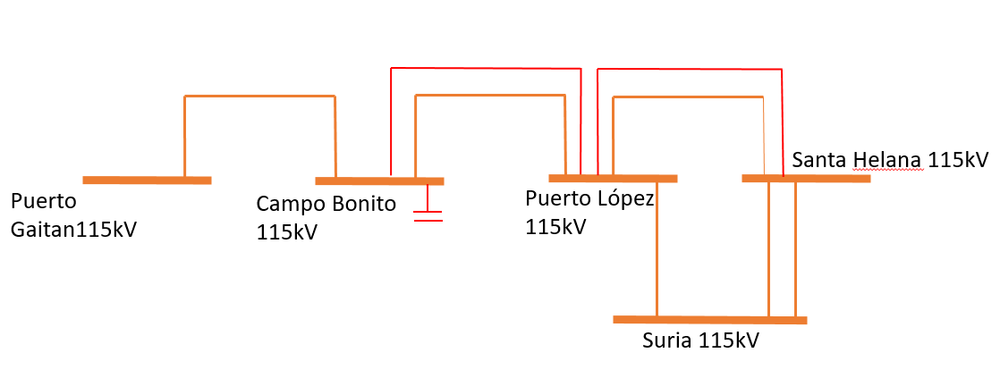 Santa Helana 115kV
Puerto
Gaitan115kV
Campo Bonito
115kV
Puerto López
115kV
Suria 115kV